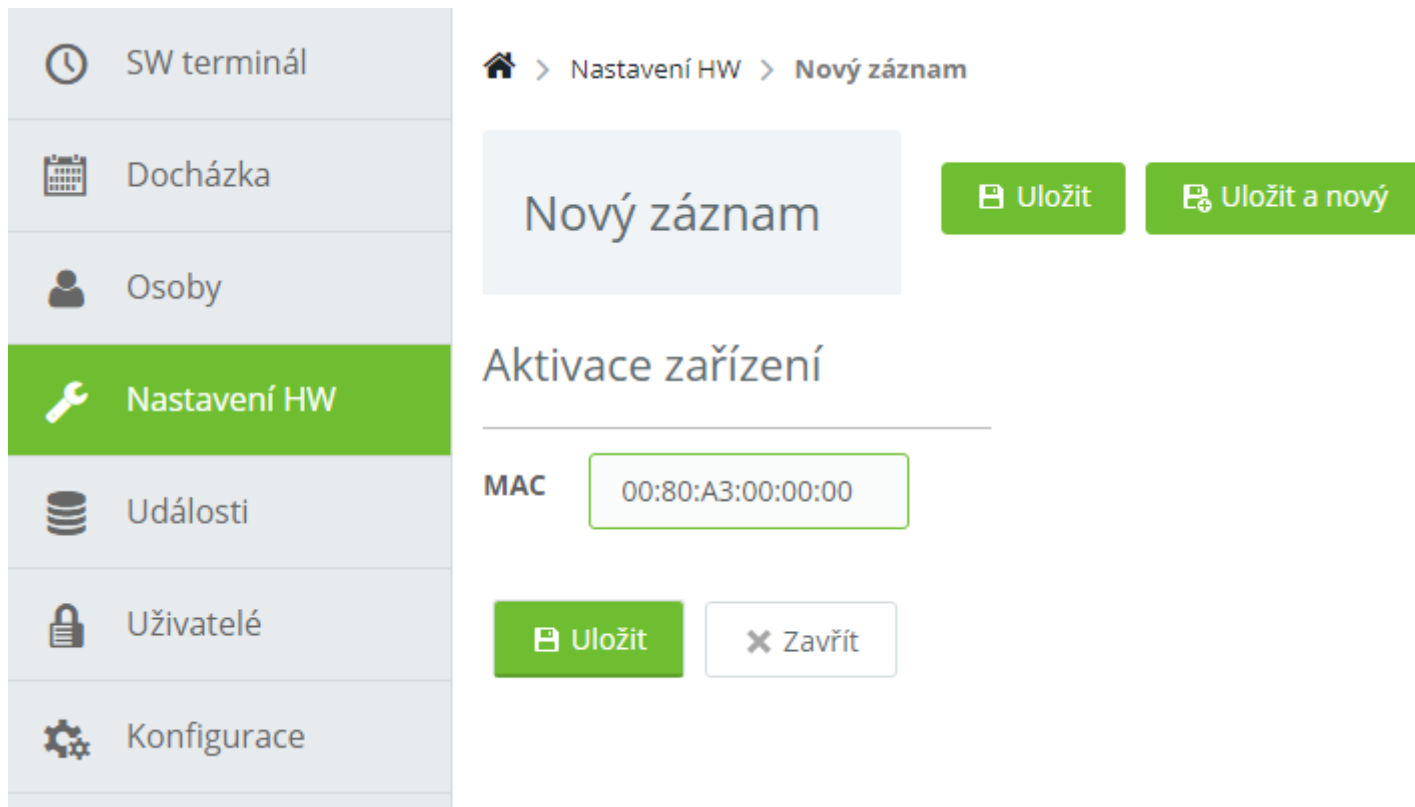 SW terminál
Docházka
Osoby
Nastavení HW
Události
Uživatelé
Konfigurace
> Nastavení HW > Nový záznam
Nový záznam
Uložit
Uložit a nový
Aktivace zařízení
MAC
00:80:A3:00:00:00
Uložit
Zavřít